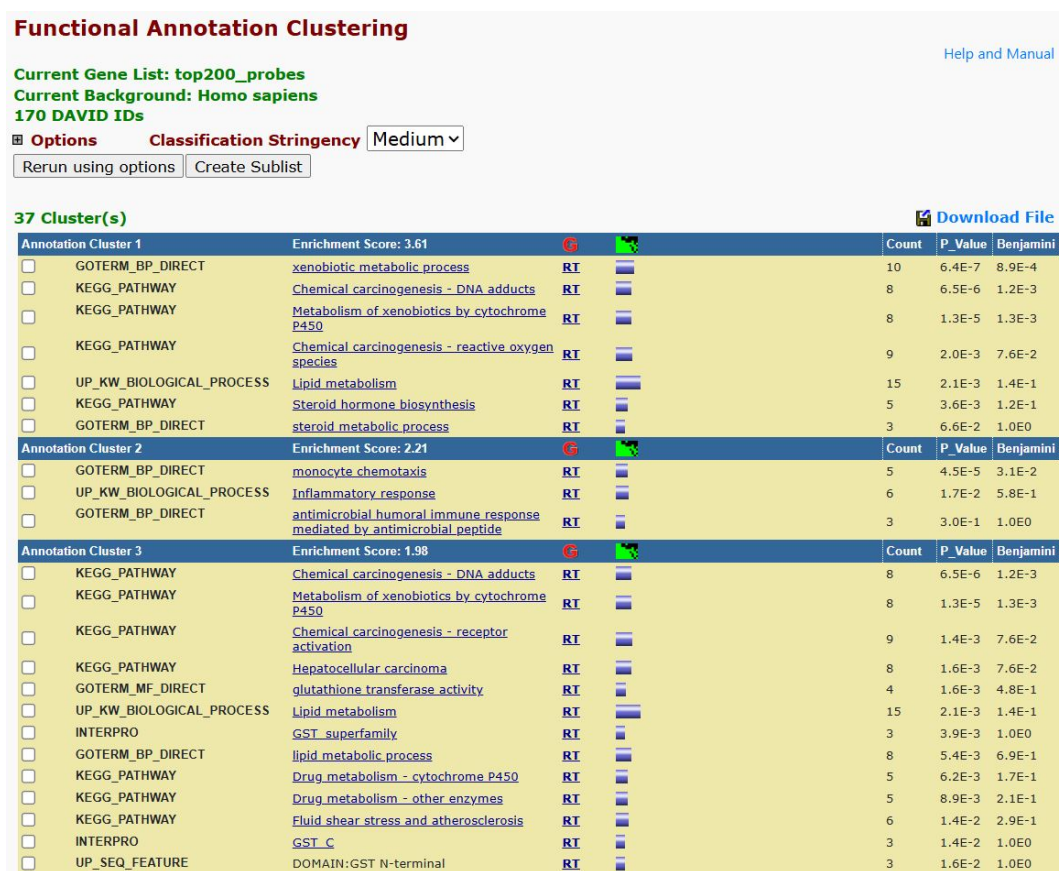 Functional Annotation Clustering
Help and Manual
Current Gene List: top200_probes
Current Background: Homo sapiens
170 DAVID IDs
Options Classification Stringency Medium
Rerun using options Create Sublist
37 Cluster(s) Download File
Annotation Cluster 1 Enrichment Score: 3.61 G Count P_Value Benjamini
GOTERM_BP_DIRECT xenobiotic metabolic process RT 10 6.4E-7 8.9E-4
KEGG_PATHWAY Chemical carcinogenesis - DNA adducts RT 8 6.5E-6 1.2E-3
KEGG_PATHWAY Metabolism of xenobiotics by cytochrome
P450 RT 8 1.3E-5 1.3E-3
KEGG_PATHWAY Chemical carcinogenesis - reactive oxygen
species RT 9 2.0E-3 7.6E-2
UP_KW_BIOLOGICAL_PROCESS Lipid metabolism RT 15 2.1E-3 1.4E-1
KEGG_PATHWAY Steroid hormone biosynthesis RT 5 3.6E-3 1.2E-1
GOTERM_BP_DIRECT steroid metabolic process RT 3 6.6E-2 1.0E0
Annotation Cluster 2 Enrichment Score: 2.21 G Count P_Value Benjamini
GOTERM_BP_DIRECT monocyte chemotaxis RT 5 4.5E-5 3.1E-2
UP_KW_BIOLOGICAL_PROCESS Inflammatory response RT 6 1.7E-2 5.8E-1
GOTERM_BP_DIRECT antimicrobial humoral immune response
mediated by antimicrobial peptide RT 3 3.0E-1 1.0E0
Annotation Cluster 3 Enrichment Score: 1.98 G Count P_Value Benjamini
KEGG_PATHWAY Chemical carcinogenesis - DNA adducts RT 8 6.5E-6 1.2E-3
KEGG_PATHWAY Metabolism of xenobiotics by cytochrome
P450 RT 8 1.3E-5 1.3E-3
KEGG_PATHWAY Chemical carcinogenesis - receptor
activation RT 9 1.4E-3 7.6E-2
KEGG_PATHWAY Hepatocellular carcinoma RT 8 1.6E-3 7.6E-2
GOTERM_MF_DIRECT glutathione transferase activity RT 4 1.6E-3 4.8E-1
UP_KW_BIOLOGICAL_PROCESS Lipid metabolism RT 15 2.1E-3 1.4E-1
INTERPRO GST_superfamily RT 3 3.9E-3 1.0E0
GOTERM_BP_DIRECT lipid metabolic process RT 8 5.4E-3 6.9E-1
KEGG_PATHWAY Drug metabolism - cytochrome P450 RT 5 6.2E-3 1.7E-1
KEGG_PATHWAY Drug metabolism - other enzymes RT 5 8.9E-3 2.1E-1
KEGG_PATHWAY Fluid shear stress and atherosclerosis RT 6 1.4E-2 2.9E-1
INTERPRO GST_C RT 3 1.4E-2 1.0E0
UP_SEQ_FEATURE DOMAIN:GST N-terminal RT 3 1.6E-2 1.0E0